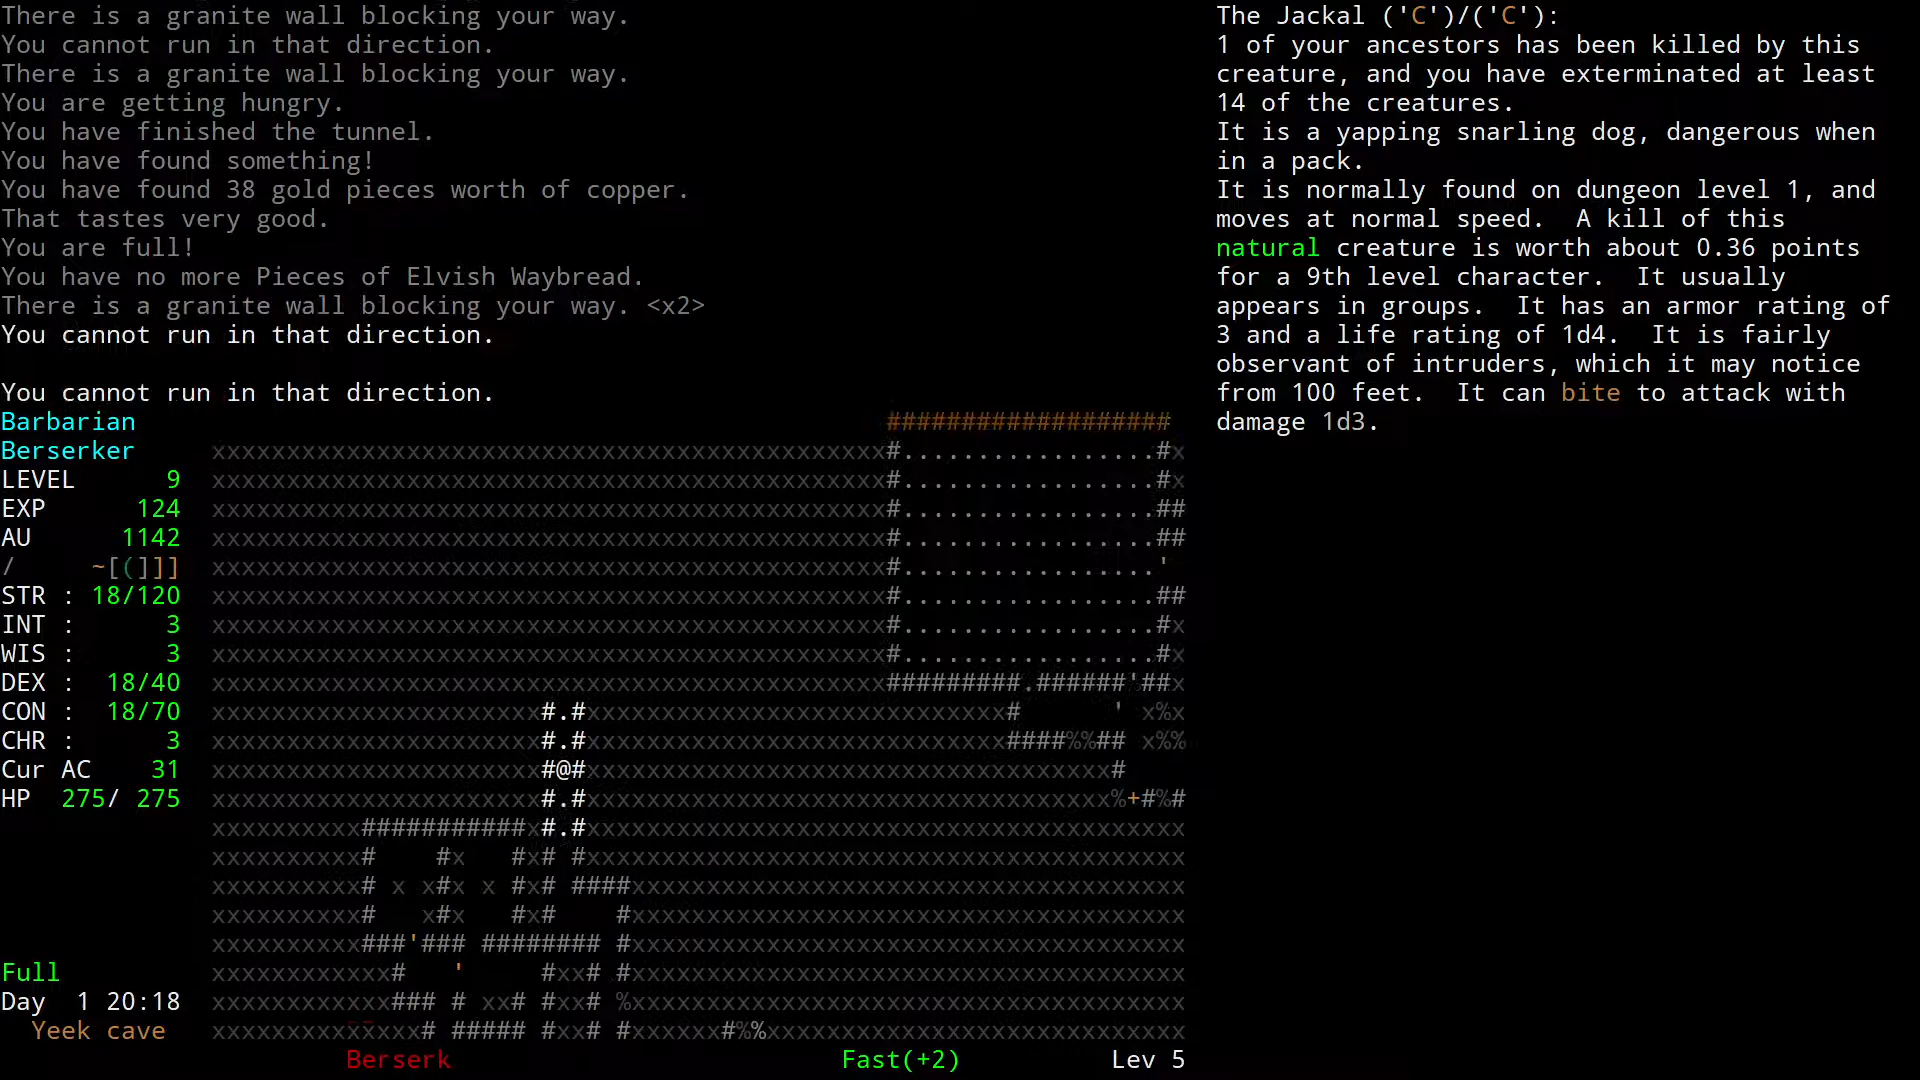 There is a granite wall blocking your way.
You cannot run in that direction.
There is a granite wall blocking your way.
You are getting hungry.
You have finished the tunnel.
You have found something!
You have found 38 gold pieces worth of copper.
That tastes very good.
You are full!
You have no more Pieces of Elvish Waybread.
There is a granite wall blocking your way. <x2>
You cannot run in that direction.
You cannot run in that direction.
Barbarian
Berserker
LEVEL 9
EXP 124
AU 1142
/ ~[(]]]
STR : 18/120
INT : 3
WIS : 3
DEX : 18/40
CON : 18/70
CHR : 3
Cur AC 31
HP 275/ 275
Full
Day 1 20:18
Yeek cave
Berserk Fast(+2) Lev 5
The Jackal ('C')/('C'):
1 of your ancestors has been killed by this
creature, and you have exterminated at least
14 of the creatures.
It is a yapping snarling dog, dangerous when
in a pack.
It is normally found on dungeon level 1, and
moves at normal speed.  A kill of this
natural creature is worth about 0.36 points
for a 9th level character.  It usually
appears in groups.  It has an armor rating of
3 and a life rating of 1d4.  It is fairly
observant of intruders, which it may notice
from 100 feet.  It can bite to attack with
damage 1d3.